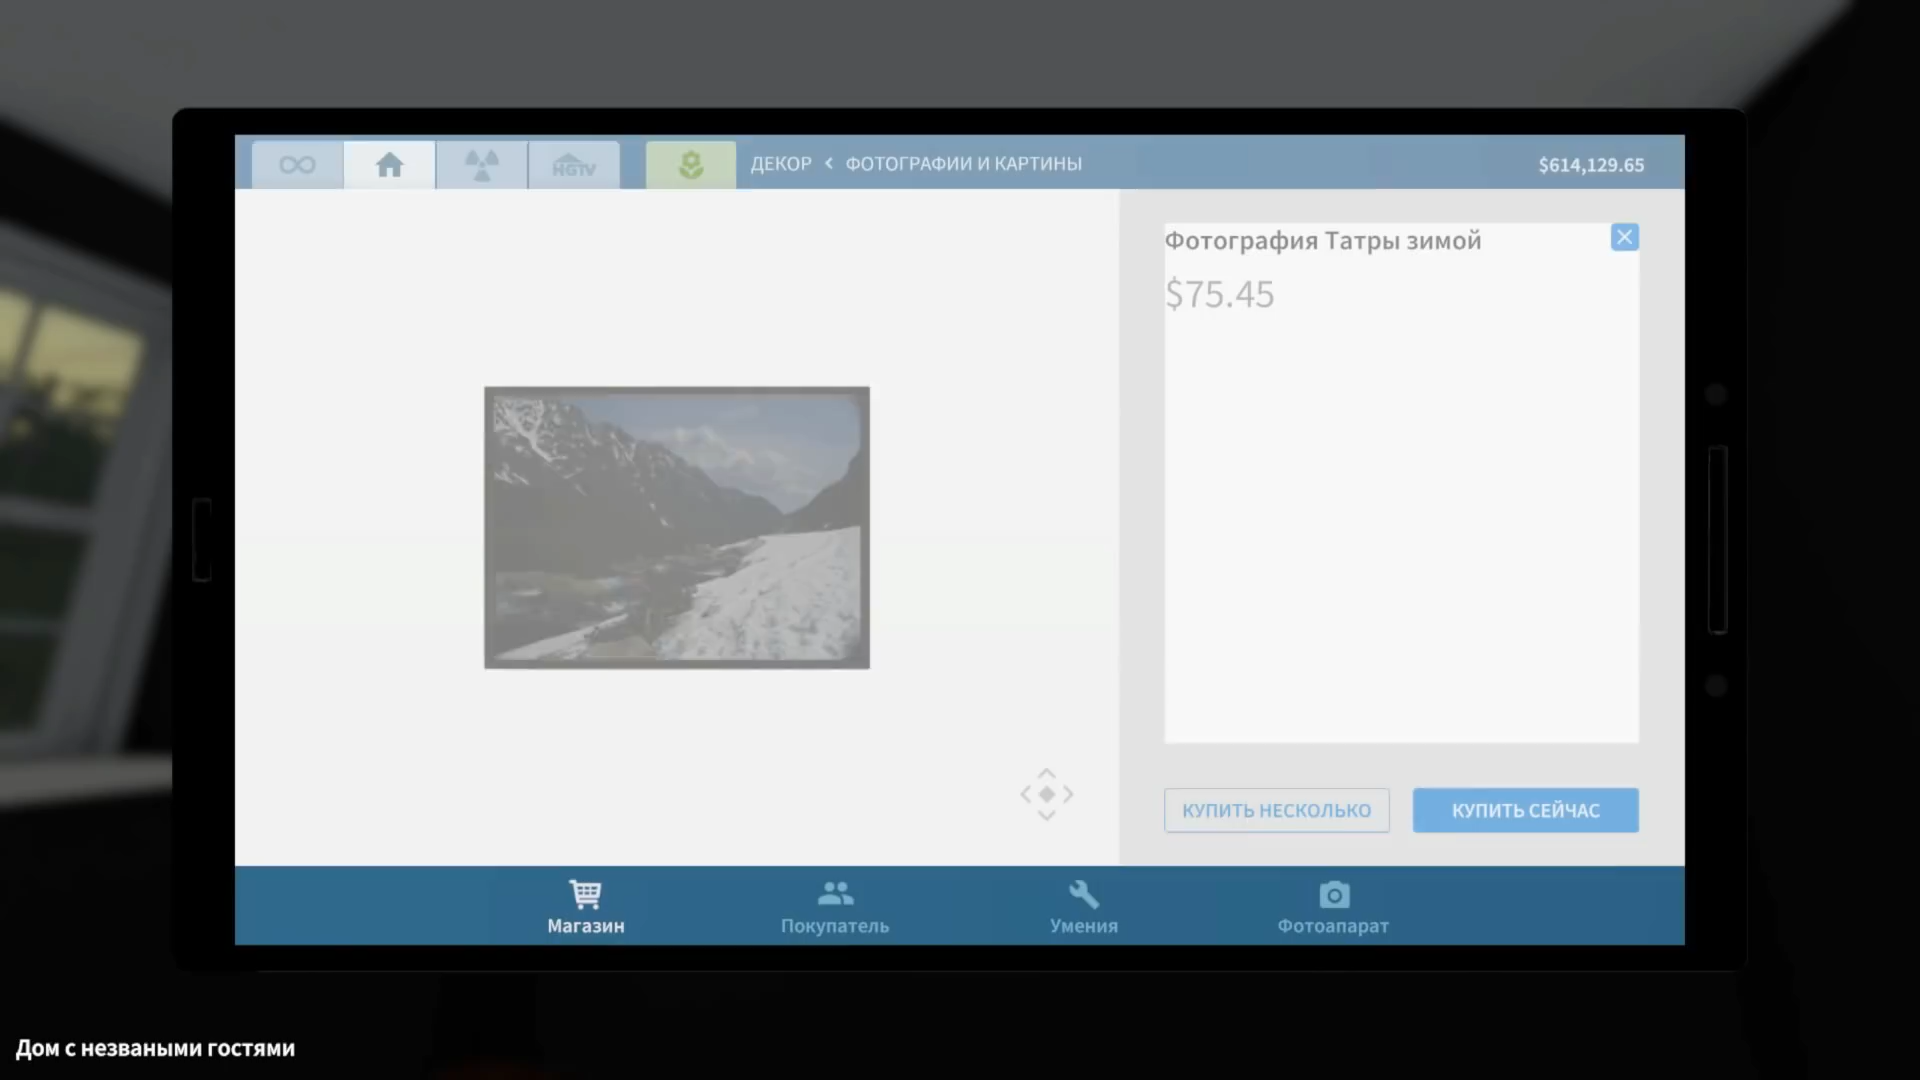 HGTV
ДЕКОР < ФОТОГРАФИИ И КАРТИНЫ
$614,129.65
Фотография Татры зимой
$75.45
КУПИТЬ НЕСКОЛЬКО
КУПИТЬ СЕЙЧАС
Магазин
Покупатель
Умения
Фотоапарат
Дом с незваными гостями